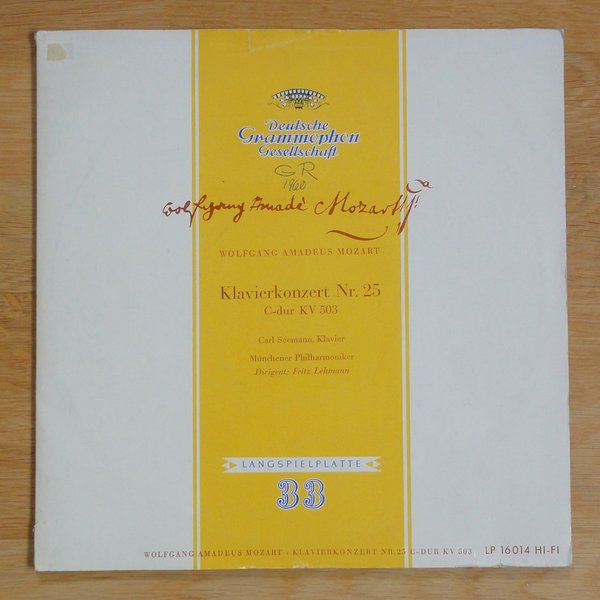 Deutsche
Grammophon
Gesellschaft
GR
1960
Wolfgang Amadè Mozart
WOLFGANG AMADEUS MOZART
Klavierkonzert Nr. 25
C-dur KV 503
Carl Seemann, Klavier
Münchener Philharmoniker
Dirigent: Fritz Lehmann
LANGSPIELPLATTE
33
WOLFGANG AMADEUS MOZART · KLAVIERKONZERT NR. 25 C-DUR KV 503 LP 16014 HI-FI